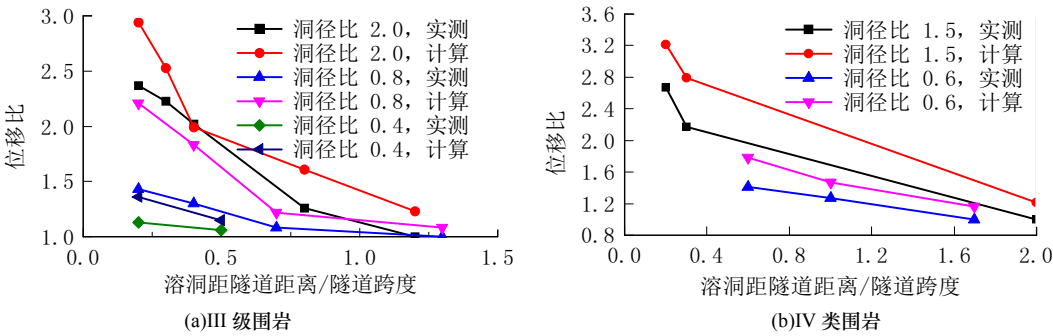 3.0
2.5
2.0
1.5
1.0
位移比
洞径比 2.0，实测
洞径比 2.0，计算
洞径比 0.8，实测
洞径比 0.8，计算
洞径比 0.4，实测
洞径比 0.4，计算
0.0 0.5 1.0 1.5
溶洞距隧道距离/隧道跨度
(a)III 级围岩
3.6
3.2
2.8
2.4
2.0
1.6
1.2
0.8
位移比
洞径比 1.5，实测
洞径比 1.5，计算
洞径比 0.6，实测
洞径比 0.6，计算
0.0 0.4 0.8 1.2 1.6 2.0
溶洞距隧道距离/隧道跨度
(b)IV 类围岩